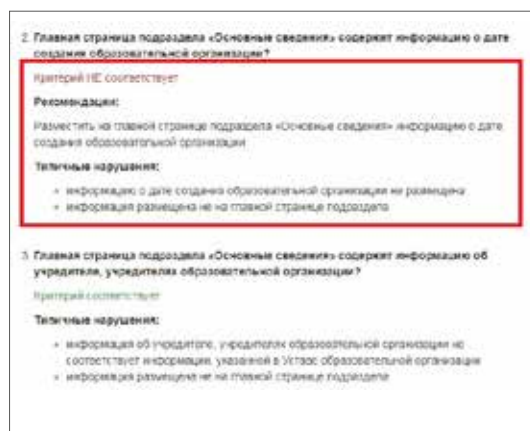 2. Главная страница подраздела «Основные сведения» содержит информацию о дате
создания образовательной организации?
Критерий НЕ соответствует
Рекомендации:
Разместить на главной странице подраздела «Основные сведения» информацию о дате
создания образовательной организации
Типичные нарушения:
информацию о дате создания образовательной организации не размещена
информация размещена не на главной странице подраздела
3. Главная страница подраздела «Основные сведения» содержит информацию об
учредителе, учредителях образовательной организации?
Критерий соответствует
Типичные нарушения:
информация об учредителе, учредителях образовательной организации не
соответствует информации, указанной в Уставе образовательной организации
информация размещена не на главной странице подраздела